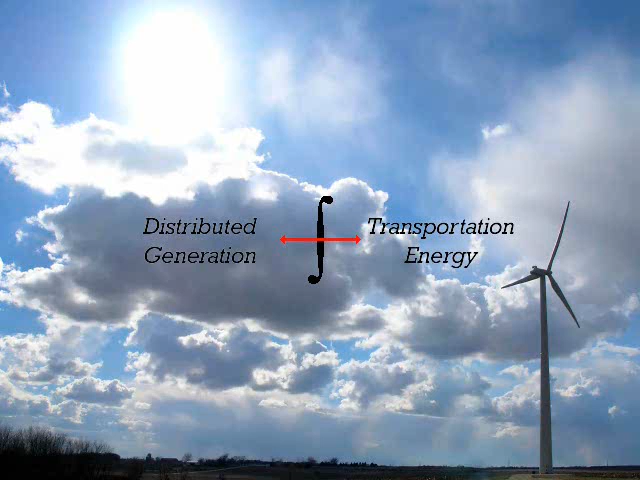 Distributed
Generation
∫
Transportation
Energy